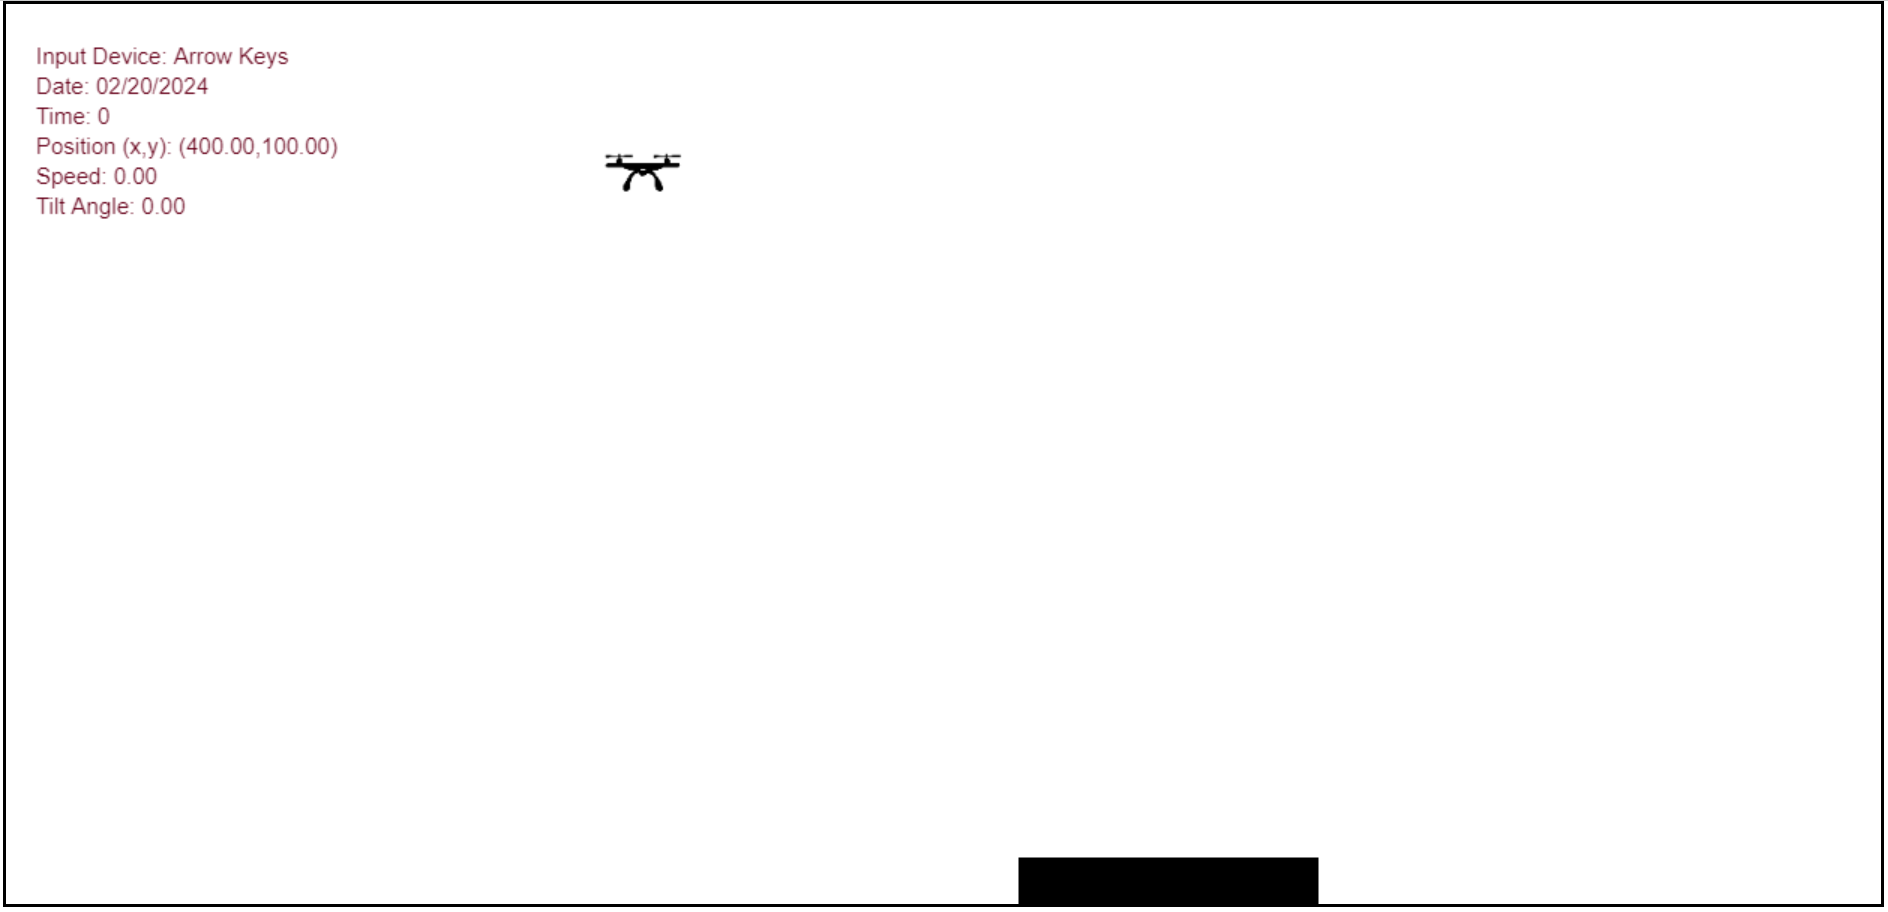 Input Device: Arrow Keys
Date: 02/20/2024
Time: 0
Position (x,y): (400.00,100.00)
Speed: 0.00
Tilt Angle: 0.00